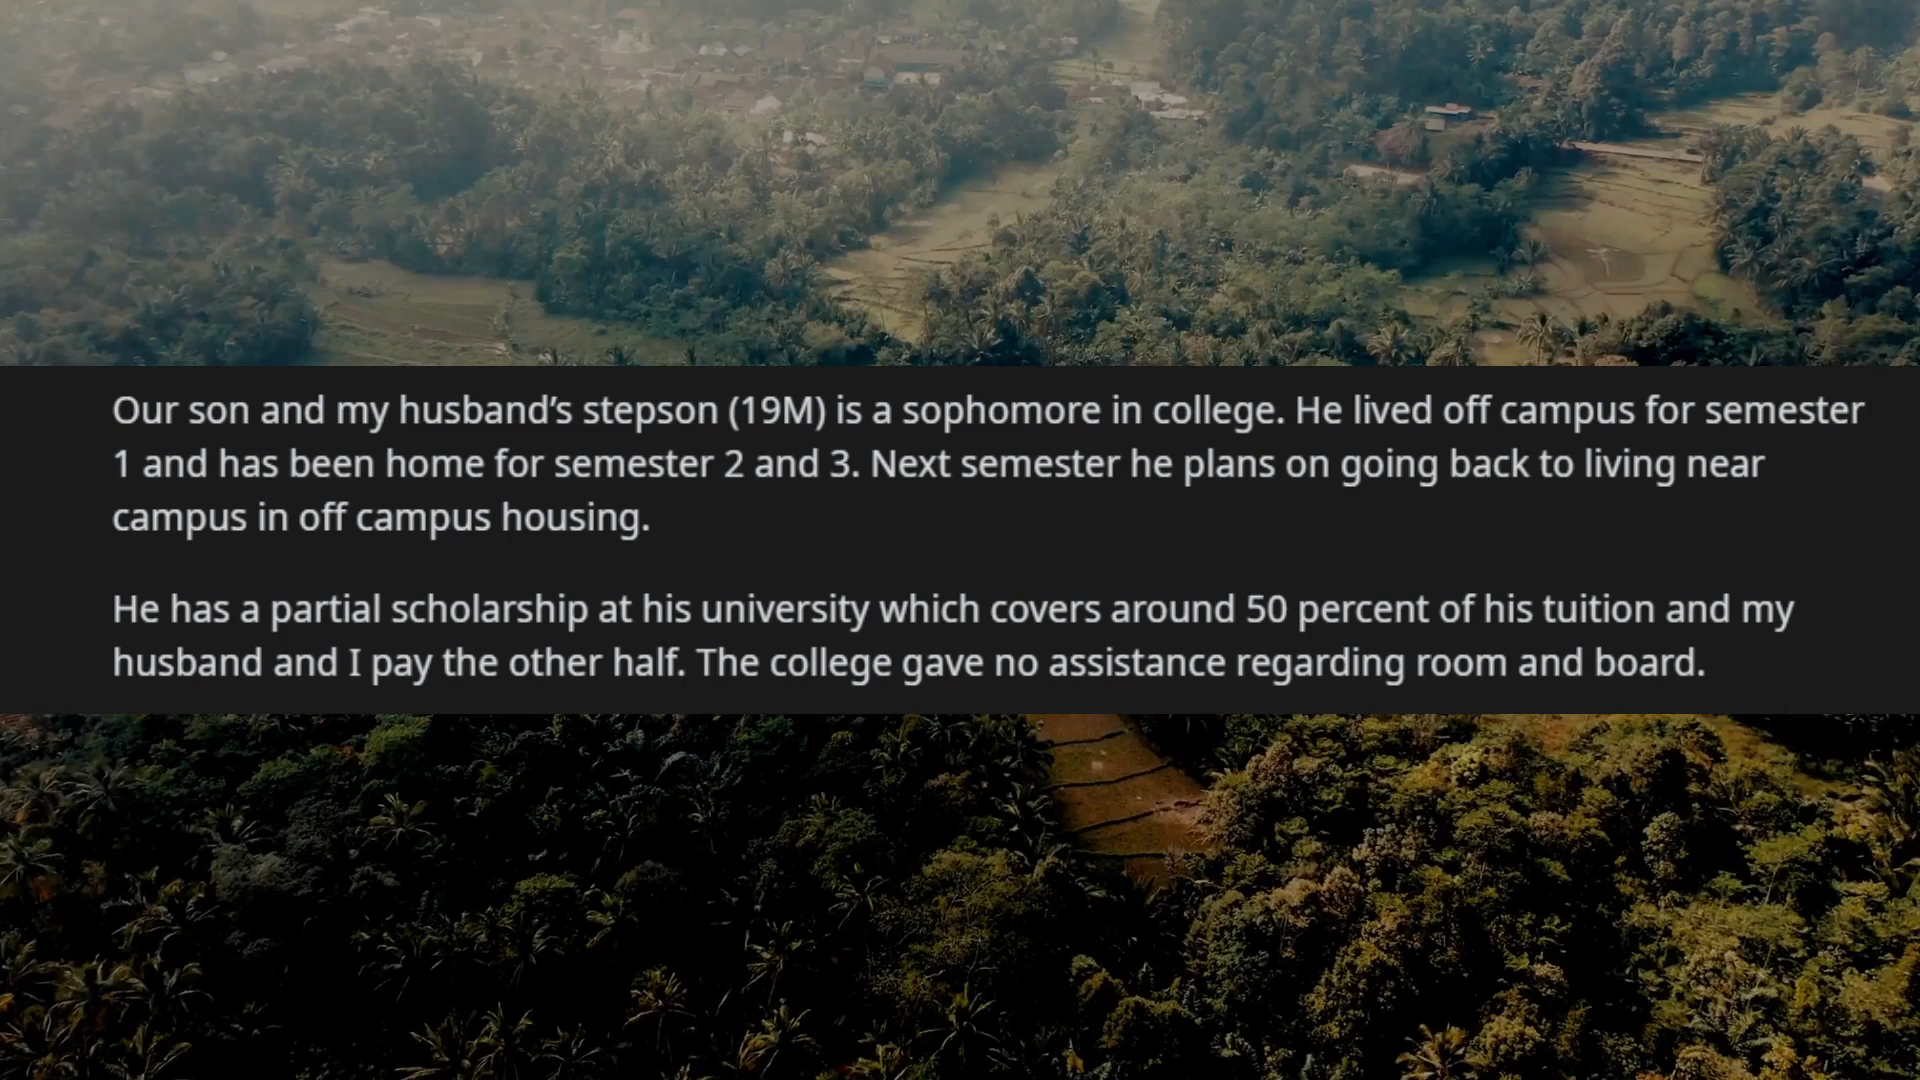 Our son and my husband’s stepson (19M) is a sophomore in college. He lived off campus for semester
1 and has been home for semester 2 and 3. Next semester he plans on going back to living near
campus in off campus housing.
He has a partial scholarship at his university which covers around 50 percent of his tuition and my
husband and I pay the other half. The college gave no assistance regarding room and board.